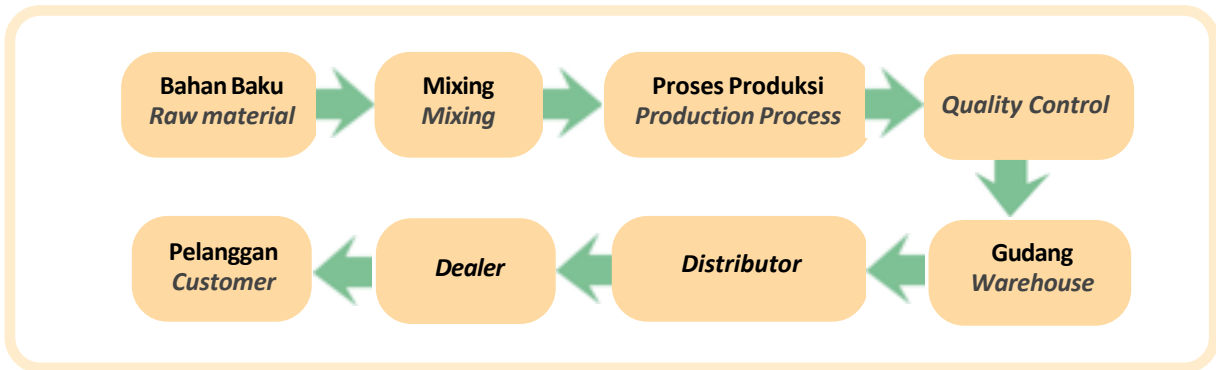 Bahan Baku
Raw material
Mixing
Mixing
Proses Produksi
Production Process
Quality Control
Gudang
Warehouse
Distributor
Dealer
Pelanggan
Customer